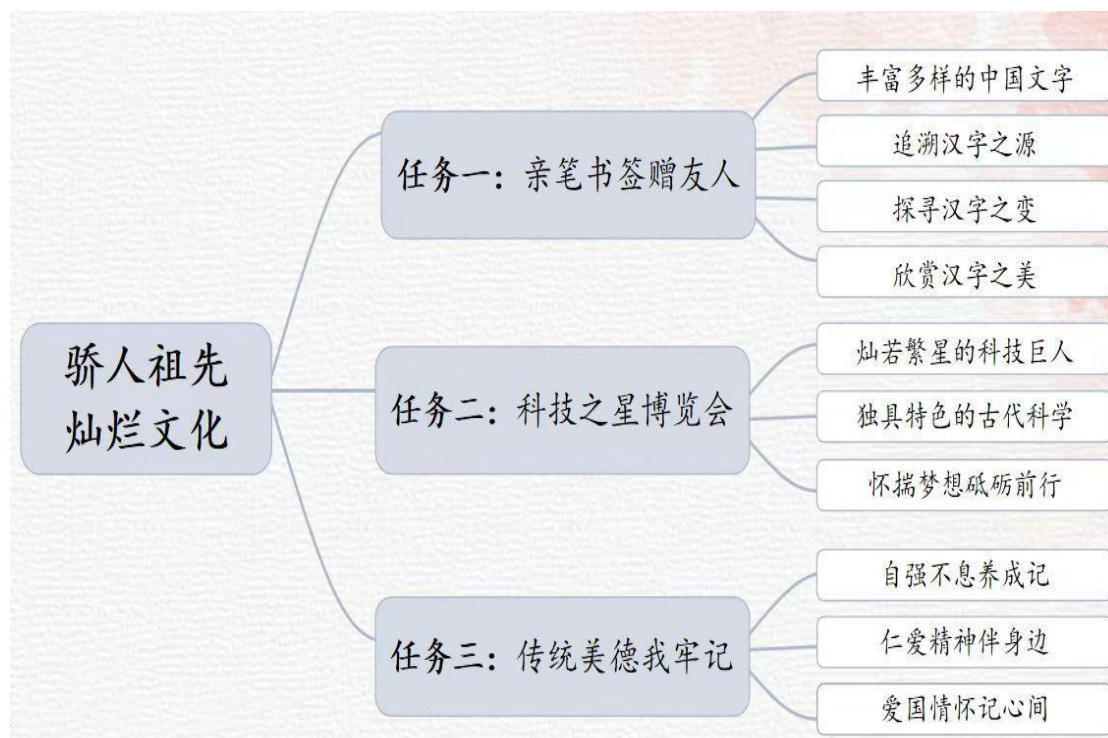 骄人祖先
灿烂文化
任务一：亲笔书签赠友人
丰富多样的中国文字
追溯汉字之源
探寻汉字之变
欣赏汉字之美
任务二：科技之星博览会
灿若繁星的科技巨人
独具特色的古代科学
怀揣梦想砥砺前行
任务三：传统美德我牢记
自强不息养成记
仁爱精神伴身边
爱国情怀记心间